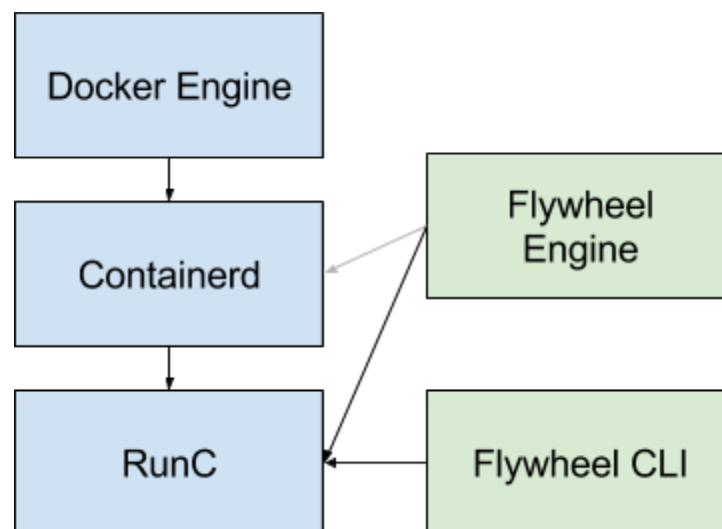 Docker Engine
Containerd
RunC
Flywheel
Engine
Flywheel CLI